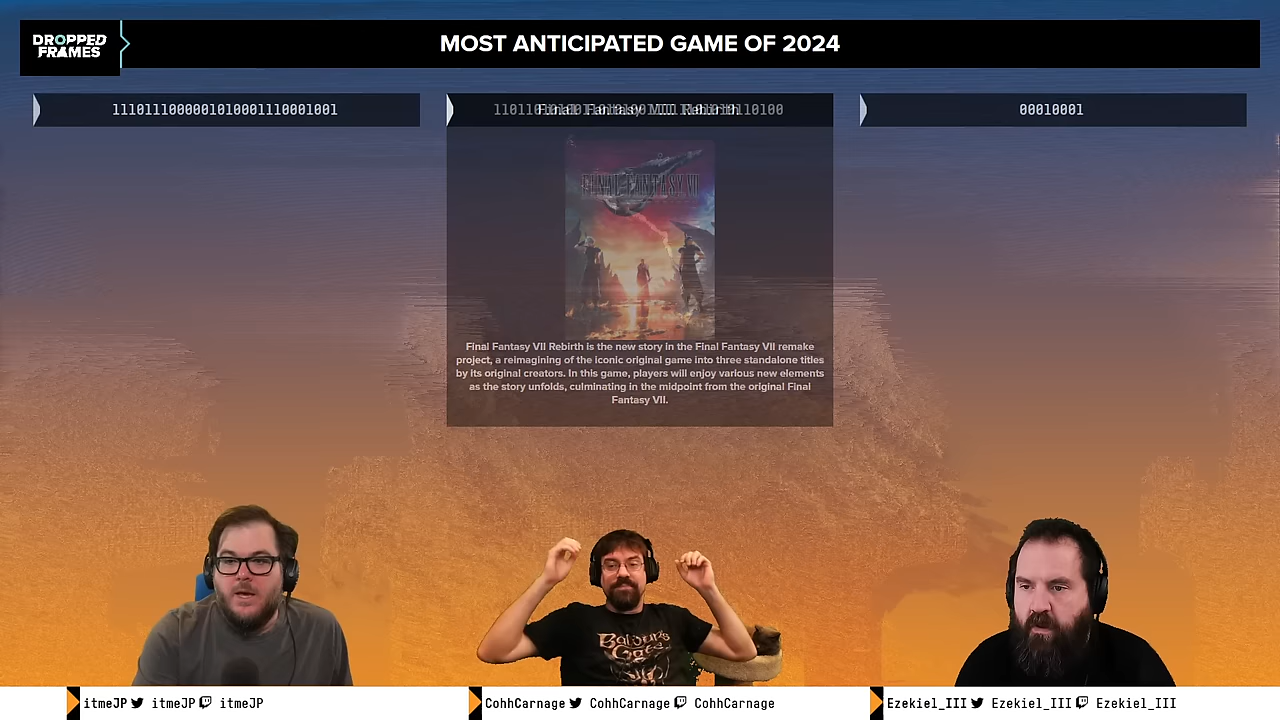 DROPPED
FRAMES
MOST ANTICIPATED GAME OF 2024
00010001
FINAL FANTASY VII
Final Fantasy VII Rebirth is the new story in the Final Fantasy VII remake
project, a reimagining of the iconic original game into three standalone titles
by its original creators. In this game, players will enjoy various new elements
as the story unfolds, culminating in the midpoint from the original Final
Fantasy VII.
Baldur's
Gate
itmeJP itmeJP itmeJP
CohhCarnage CohhCarnage CohhCarnage
Ezekiel_III Ezekiel_III Ezekiel_III